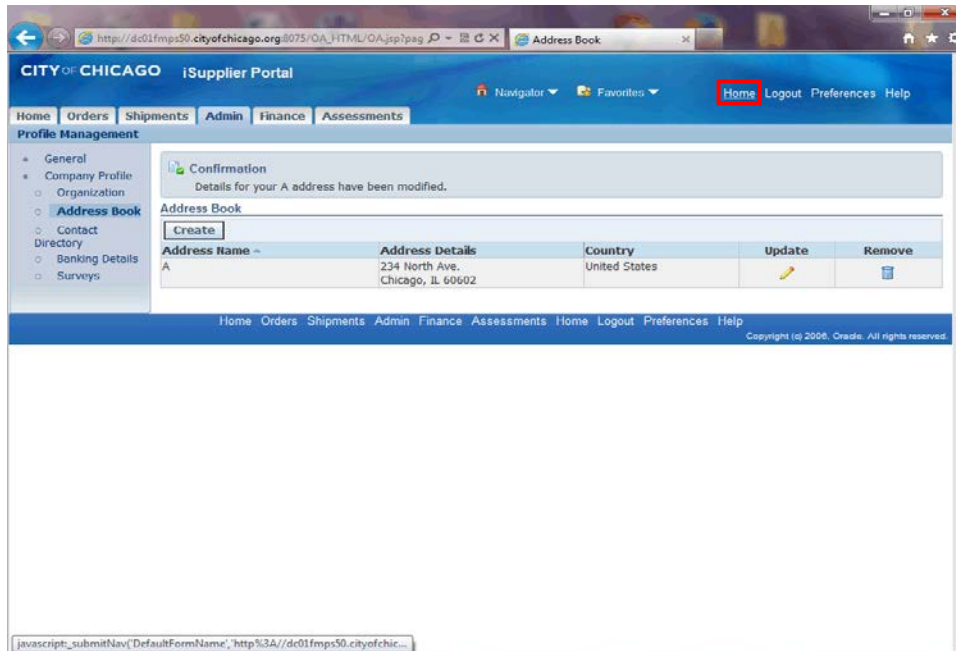 http://dc01fmps50.cityofchicago.org:8075/OA_HTML/OA.jsp?pag
Address Book
CITY OF CHICAGO iSupplier Portal
Navigator Favorites Home Logout Preferences Help
Home Orders Shipments Admin Finance Assessments
Profile Management
General
Company Profile
Organization
Address Book
Contact
Directory
Banking Details
Surveys
Confirmation
Details for your A address have been modified.
Address Book
Create
Address Name Address Details Country Update Remove
A 234 North Ave. United States
Chicago, IL 60602
Home Orders Shipments Admin Finance Assessments Home Logout Preferences Help
Copyright (c) 2006, Oracle. All rights reserved.
javascript:_submitNav('DefaultFormName','http%3A//dc01fmps50.cityofchic...